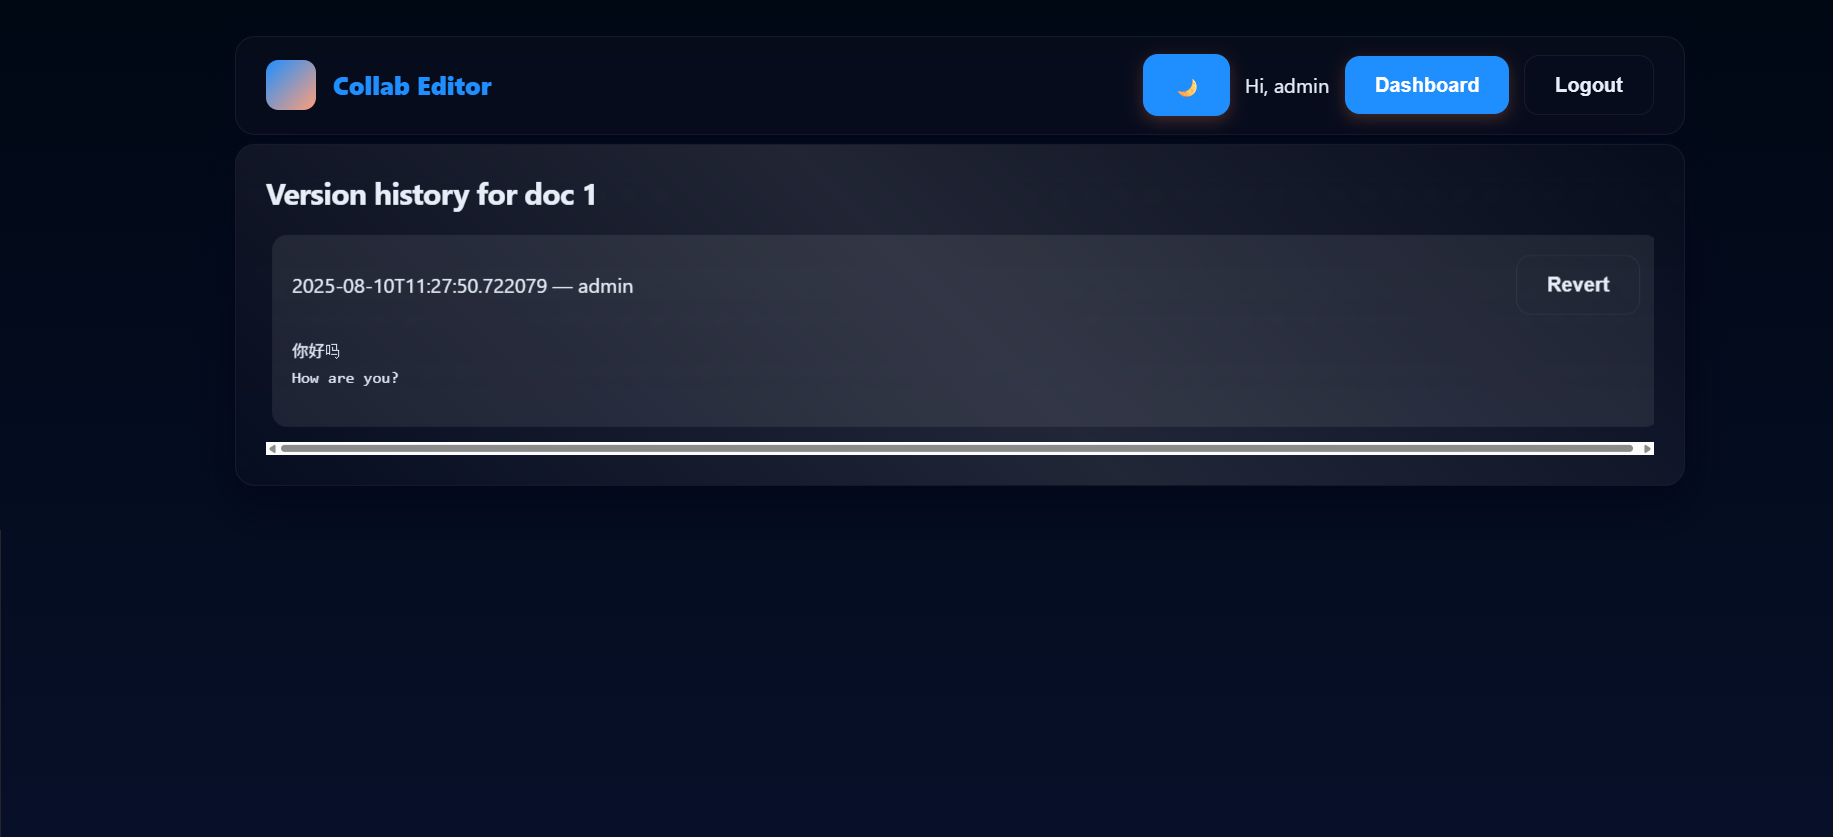 Collab Editor
Hi, admin
Dashboard
Logout
Version history for doc 1
2025-08-10T11:27:50.722079 — admin
Revert
你好吗
How are you?